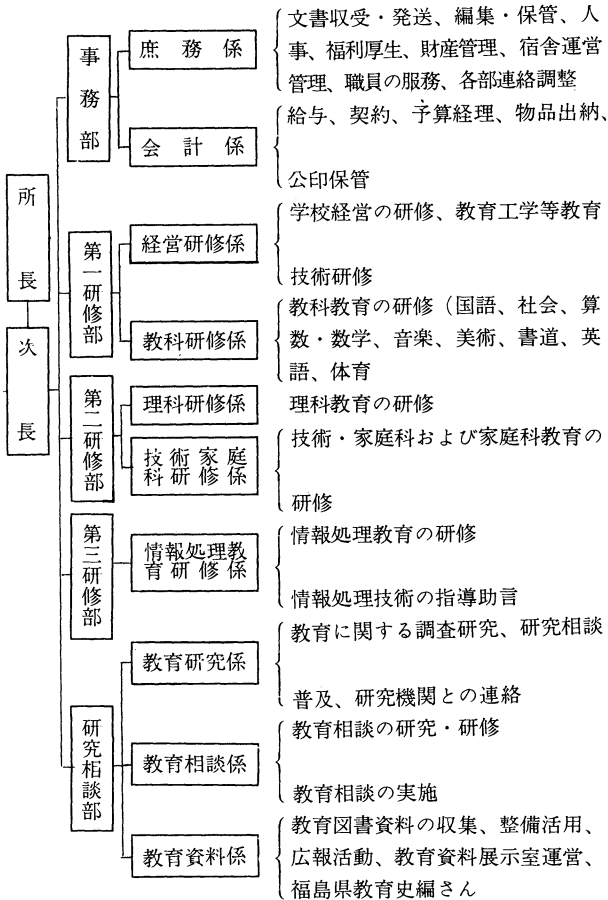 所長
次長
事務部
庶務係
文書収受・発送、編集・保管、人
事、福利厚生、財産管理、宿舎運営
管理、職員の服務、各部連絡調整
会計係
給与、契約、予算経理、物品出納、
公印保管
第一研修部
経営研修係
学校経営の研修、教育工学等教育
技術研修
教科研修係
教科教育の研修（国語、社会、算
数・数学、音楽、美術、書道、英
語、体育
第二研修部
理科研修係
理科教育の研修
技術家庭
科研修係
技術・家庭科および家庭科教育の
研修
第三研修部
情報処理教
育研修係
情報処理教育の研修
情報処理技術の指導助言
研究相談部
教育研究係
教育に関する調査研究、研究相談
普及、研究機関との連絡
教育相談係
教育相談の研究・研修
教育相談の実施
教育資料係
教育図書資料の収集、整備活用、
広報活動、教育資料展示室運営、
福島県教育史編さん